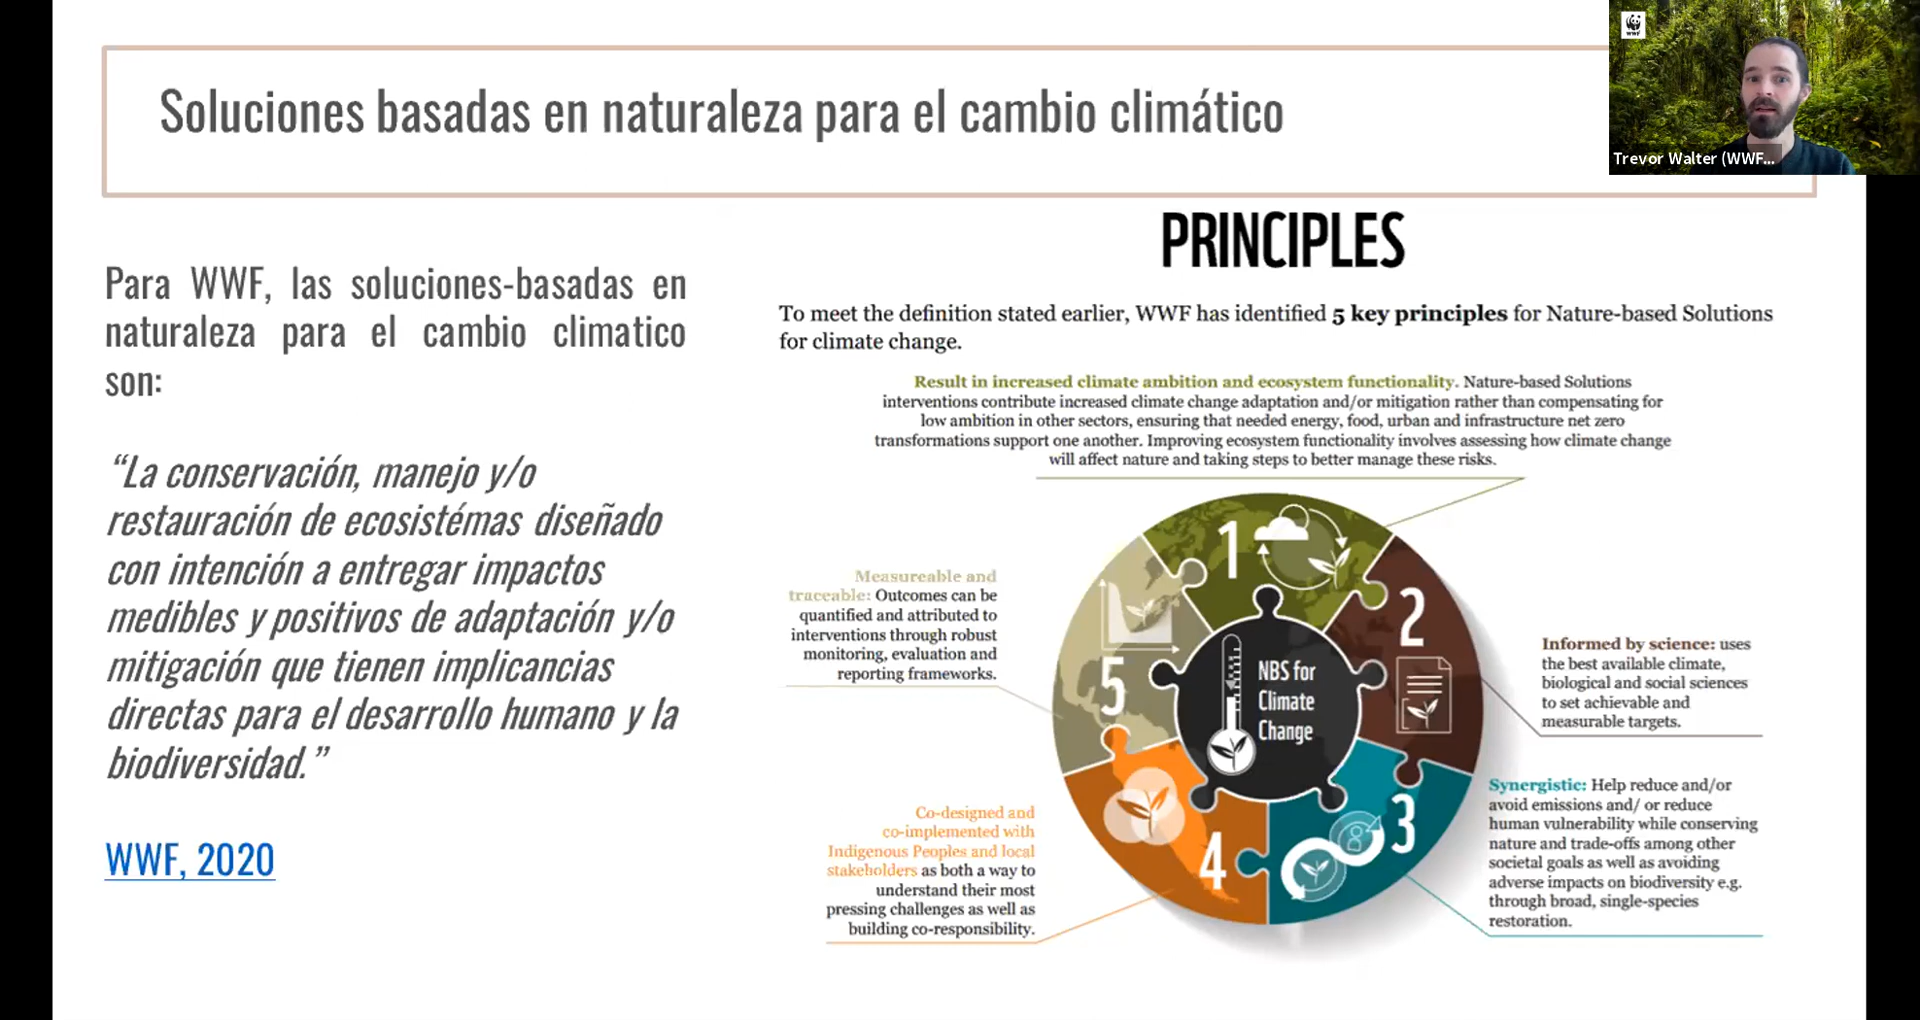 Soluciones basadas en naturaleza para el cambio climático
WWF
Trevor Walter (WWF...
Para WWF, las soluciones-basadas en
naturaleza para el cambio climatico
son:
“La conservación, manejo y/o
restauración de ecosistémas diseñado
con intención a entregar impactos
medibles y positivos de adaptación y/o
mitigación que tienen implicancias
directas para el desarrollo humano y la
biodiversidad.”
WWF, 2020
PRINCIPLES
To meet the definition stated earlier, WWF has identified 5 key principles for Nature-based Solutions
for climate change.
Result in increased climate ambition and ecosystem functionality. Nature-based Solutions
interventions contribute increased climate change adaptation and/or mitigation rather than compensating for
low ambition in other sectors, ensuring that needed energy, food, urban and infrastructure net zero
transformations support one another. Improving ecosystem functionality involves assessing how climate change
will affect nature and taking steps to better manage these risks.
1
2
Informed by science: uses
the best available climate,
biological and social sciences
to set achievable and
measurable targets.
3
Synergistic: Help reduce and/or
avoid emissions and/ or reduce
human vulnerability while conserving
nature and trade-offs among other
societal goals as well as avoiding
adverse impacts on biodiversity e.g.
through broad, single-species
restoration.
4
Co-designed and
co-implemented with
Indigenous Peoples and local
stakeholders as both a way to
understand their most
pressing challenges as well as
building co-responsibility.
5
Measureable and
traceable: Outcomes can be
quantified and attributed to
interventions through robust
monitoring, evaluation and
reporting frameworks.
NBS for
Climate
Change